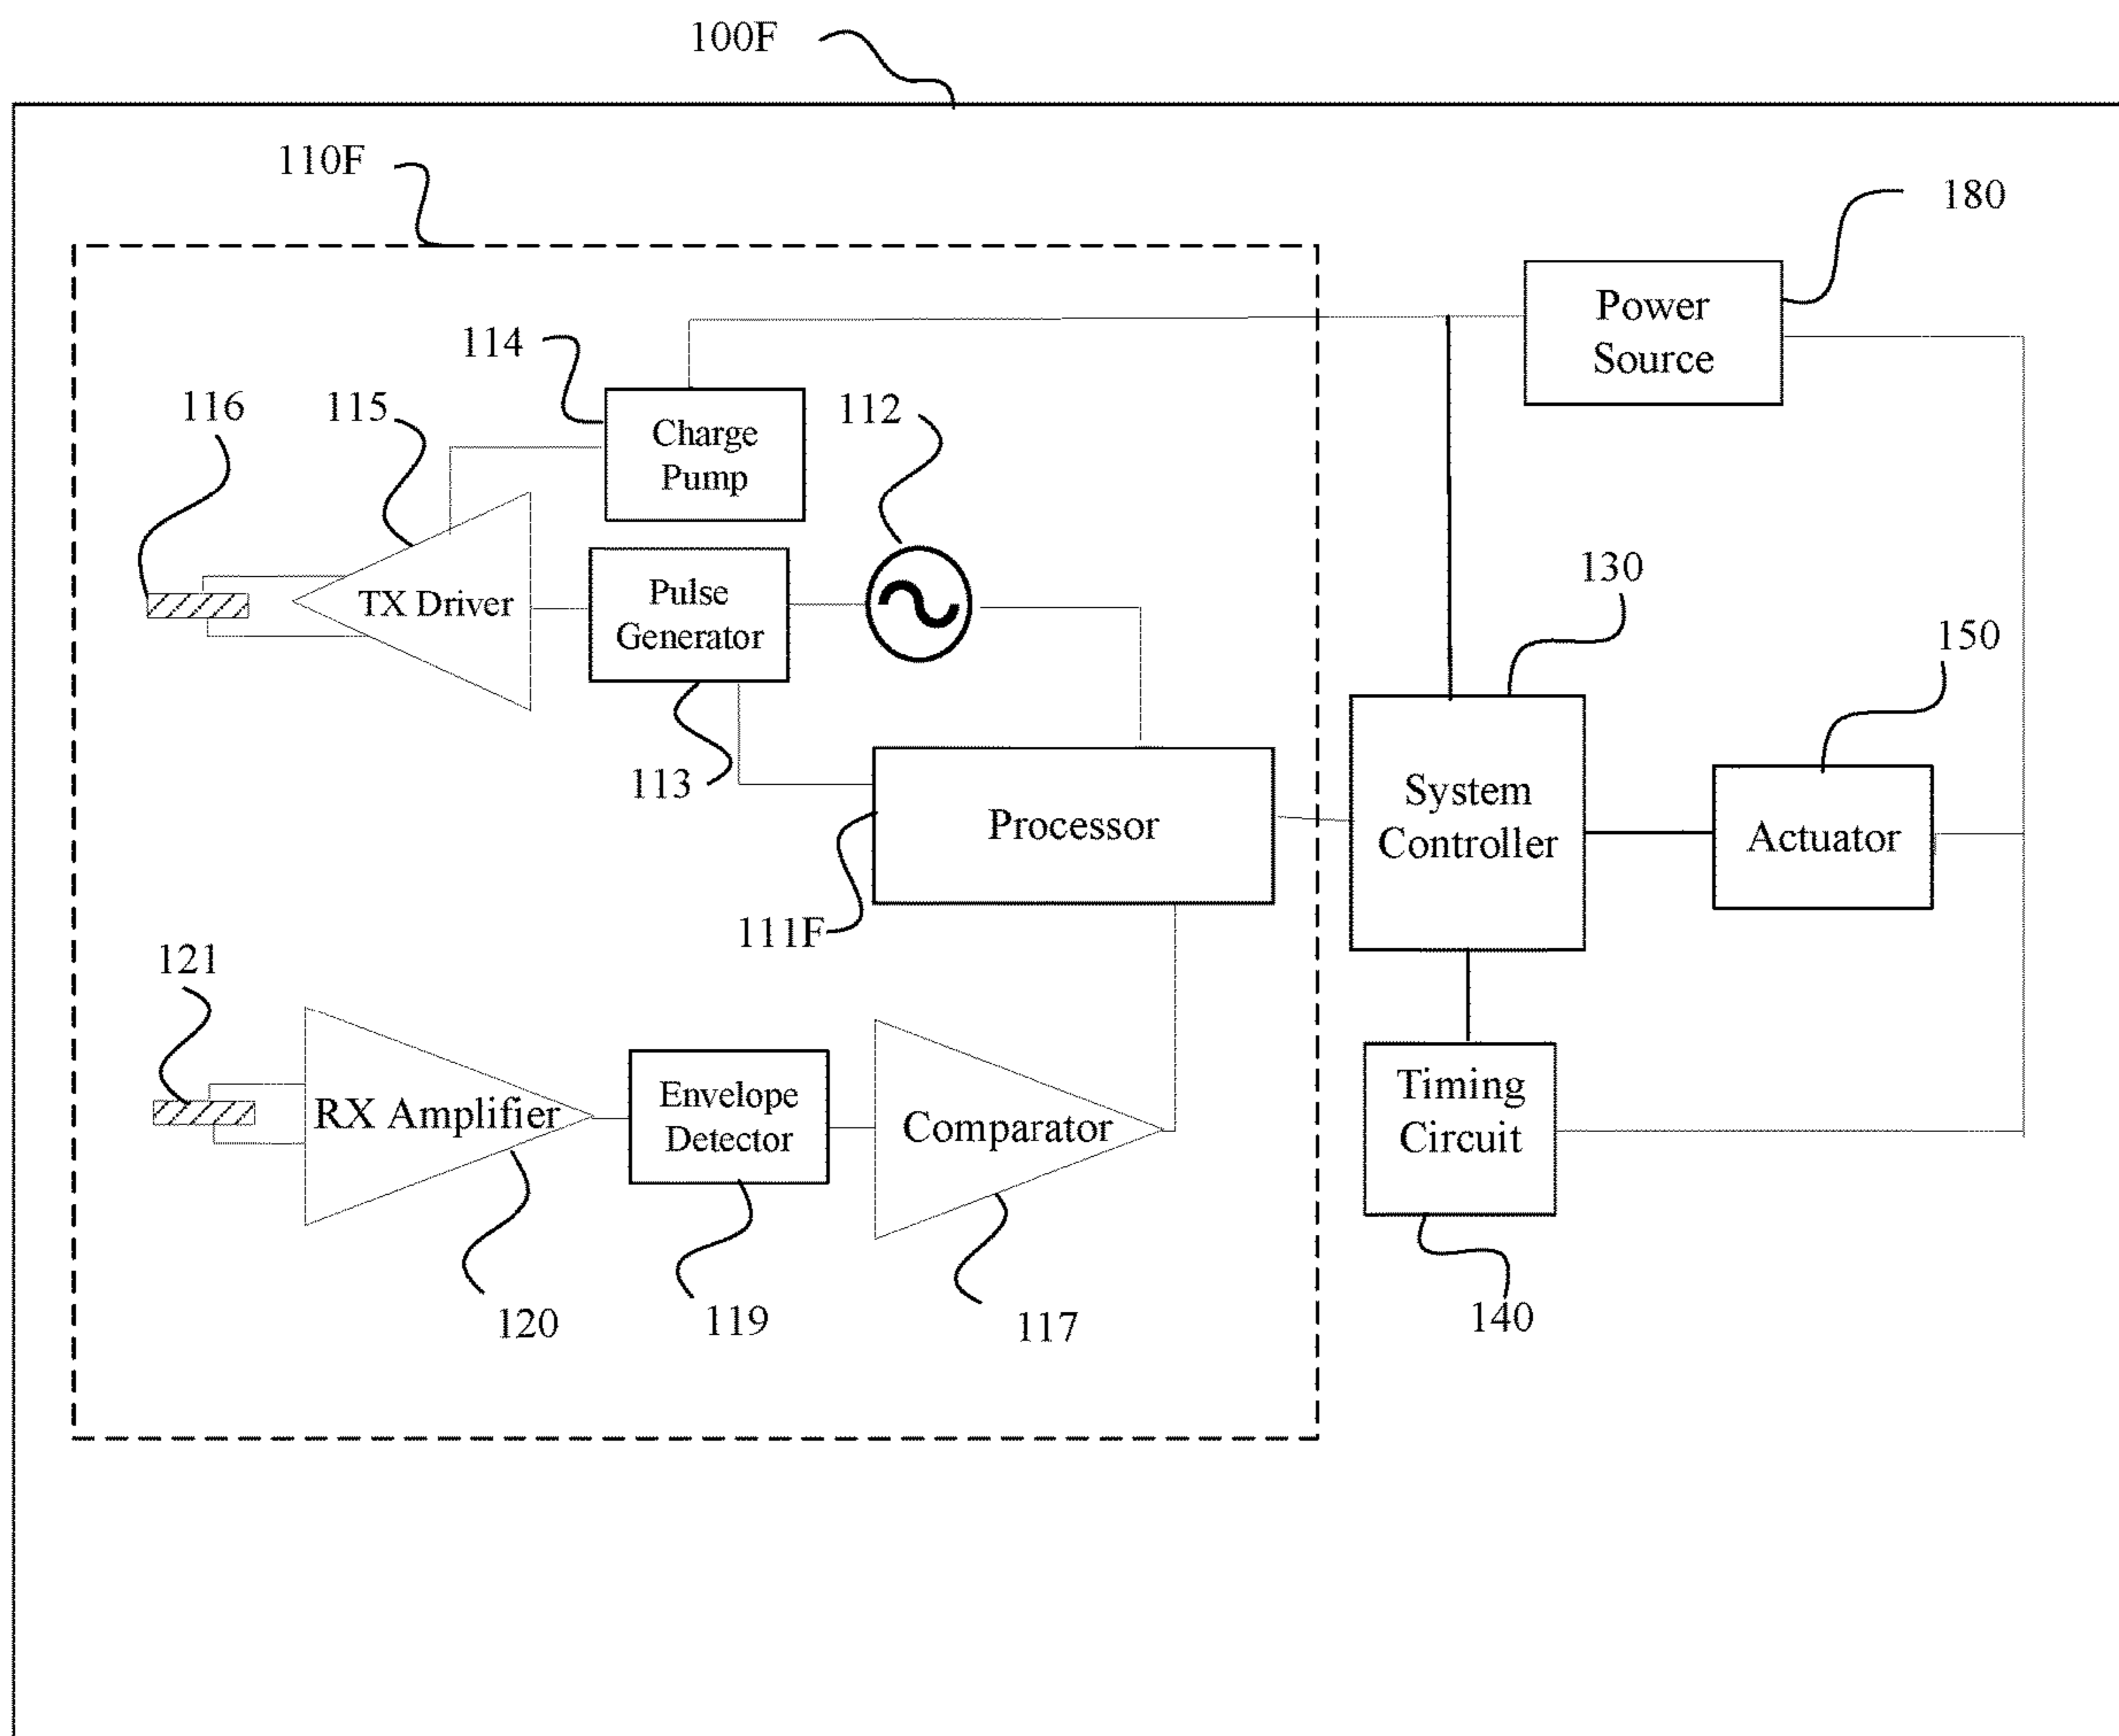 100F
110F
180
Power
Source
114
116
115
112
Charge
Pump
130
Pulse
Generator
TX Driver
150
113
System
Controller
Processor
Actuator
111F
121
Timing
Circuit
Envelope
Detector
RX Amplifier
Comparator
120
119
117
140